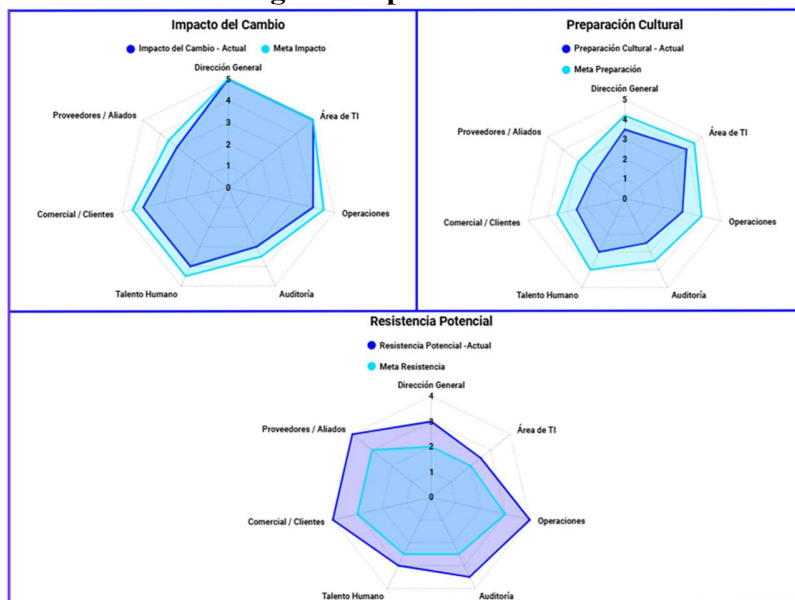 Impacto del Cambio
Impacto del Cambio - Actual Meta Impacto
Dirección General
5
4
3
2
1
0
Área de TI
Operaciones
Auditoría
Talento Humano
Comercial / Clientes
Proveedores / Aliados
Preparación Cultural
Preparación Cultural - Actual
Meta Preparación
Dirección General
5
4
3
2
1
0
Área de TI
Operaciones
Auditoría
Talento Humano
Comercial / Clientes
Proveedores / Aliados
Resistencia Potencial
Resistencia Potencial -Actual
Meta Resistencia
Dirección General
4
3
2
1
0
Área de TI
Operaciones
Auditoría
Talento Humano
Comercial / Clientes
Proveedores / Aliados